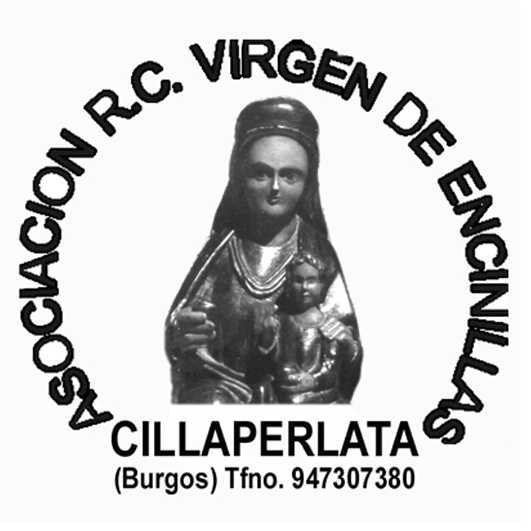 ASOCIACION R.C. VIRGEN DE ENCINILLAS
CILLAPERLATA
(Burgos) Tfno. 947307380